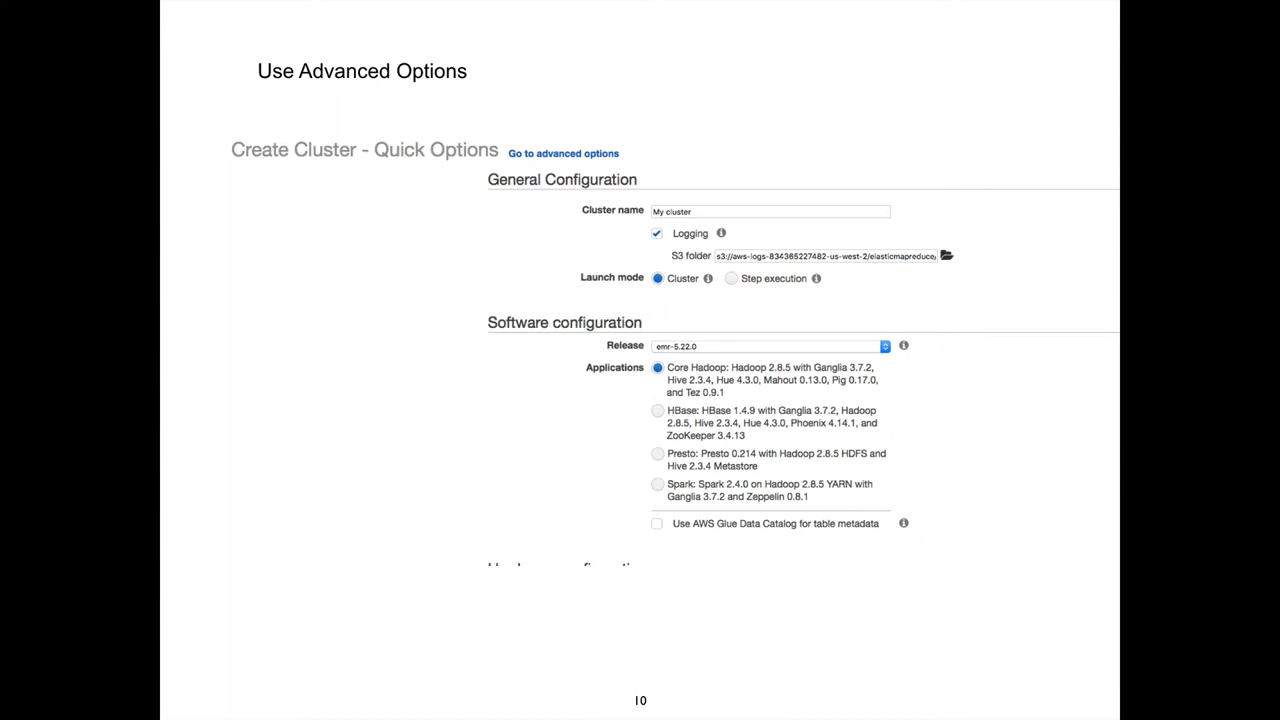 Use Advanced Options
Create Cluster - Quick Options Go to advanced options
General Configuration
Cluster name My cluster
Logging
S3 folder s3://aws-logs-834365227482-us-west-2/elasticmapreduce/
Launch mode Cluster Step execution
Software configuration
Release emr-5.22.0
Applications Core Hadoop: Hadoop 2.8.5 with Ganglia 3.7.2,
Hive 2.3.4, Hue 4.3.0, Mahout 0.13.0, Pig 0.17.0,
and Tez 0.9.1
HBase: HBase 1.4.9 with Ganglia 3.7.2, Hadoop
2.8.5, Hive 2.3.4, Hue 4.3.0, Phoenix 4.14.1, and
ZooKeeper 3.4.13
Presto: Presto 0.214 with Hadoop 2.8.5 HDFS and
Hive 2.3.4 Metastore
Spark: Spark 2.4.0 on Hadoop 2.8.5 YARN with
Ganglia 3.7.2 and Zeppelin 0.8.1
Use AWS Glue Data Catalog for table metadata
10